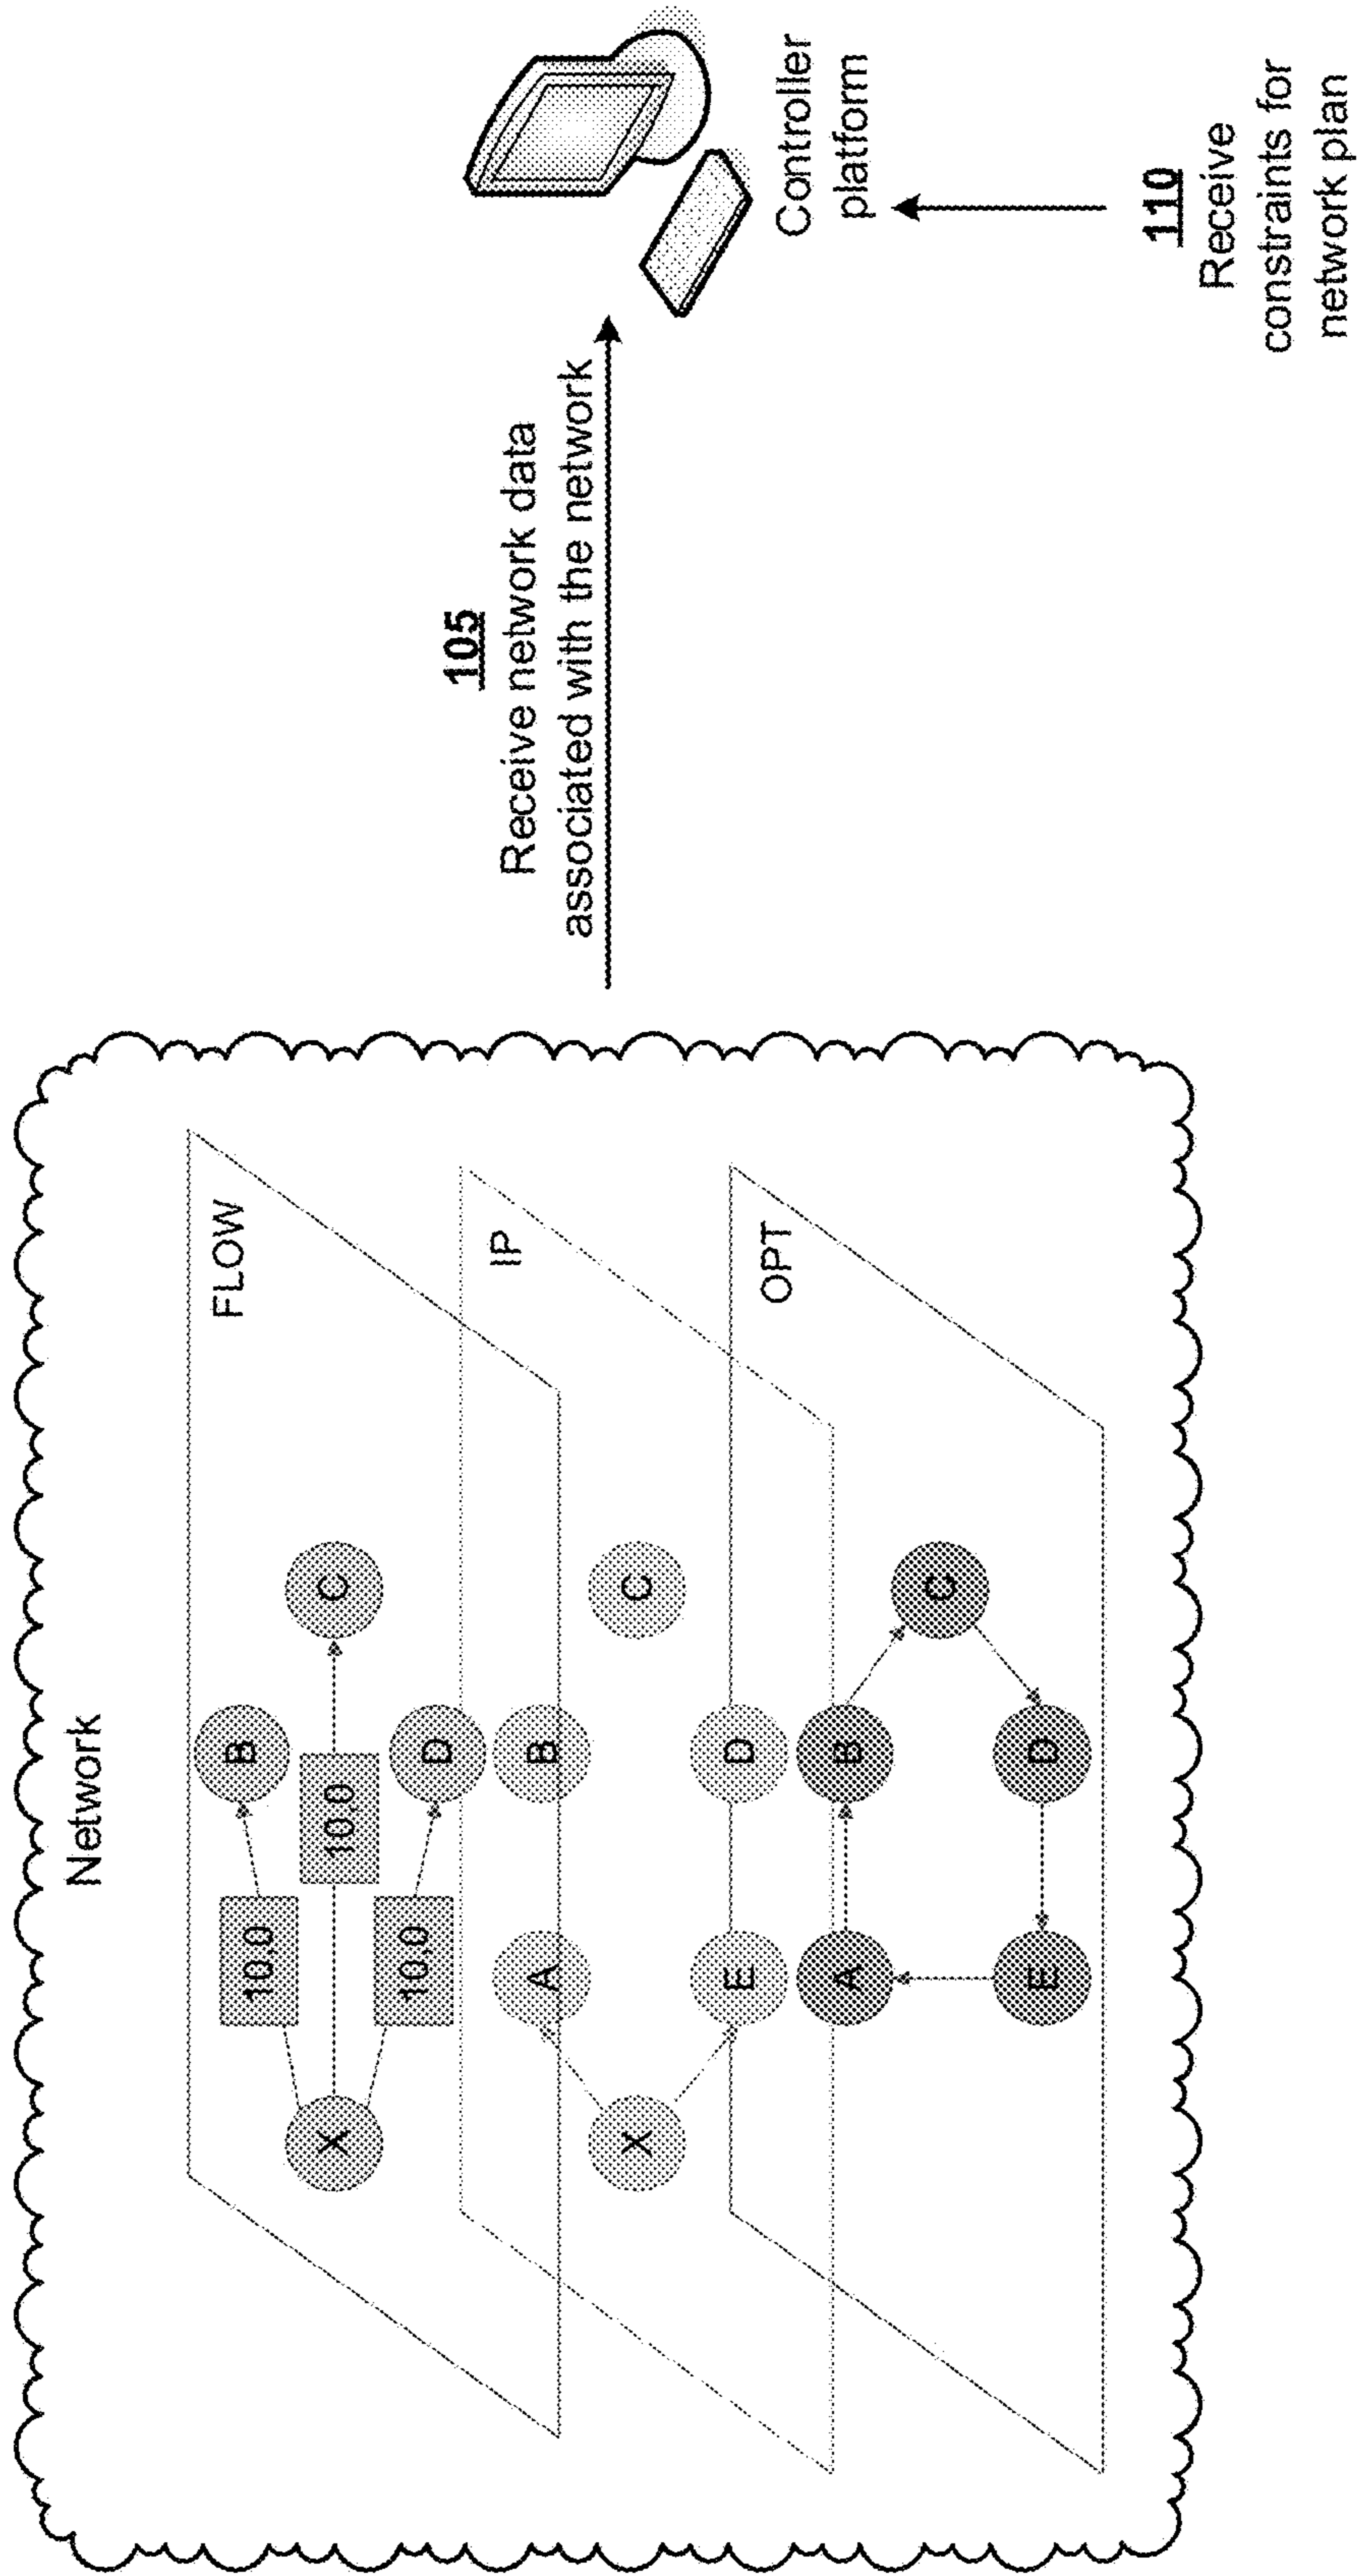 Network
FLOW
B
10,0
X
10,0
C
10,0
D
IP
A
B
X
C
E
D
OPT
A
B
C
E
D
105
Receive network data
associated with the network
Controller
platform
110
Receive
constraints for
network plan